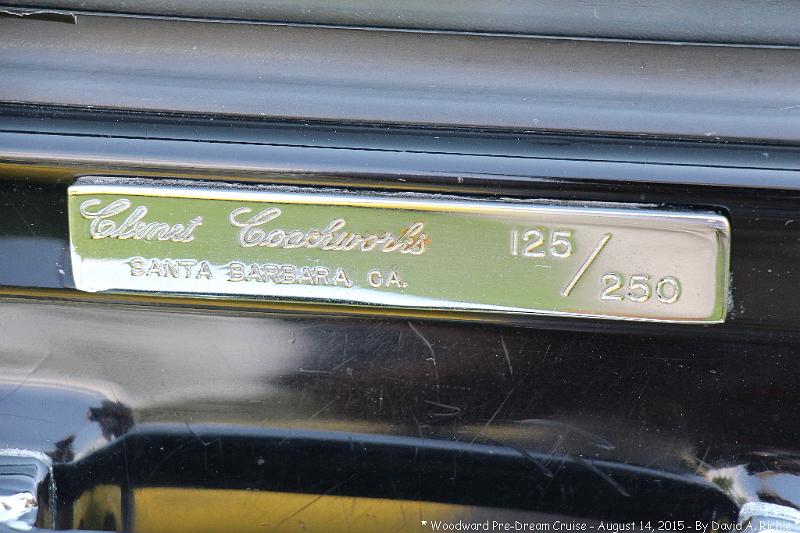 Clenet Coachworks 125/250
SANTA BARBARA, CA.
* Woodward Pre-Dream Cruise - August 14, 2015 - By David A. Richie *